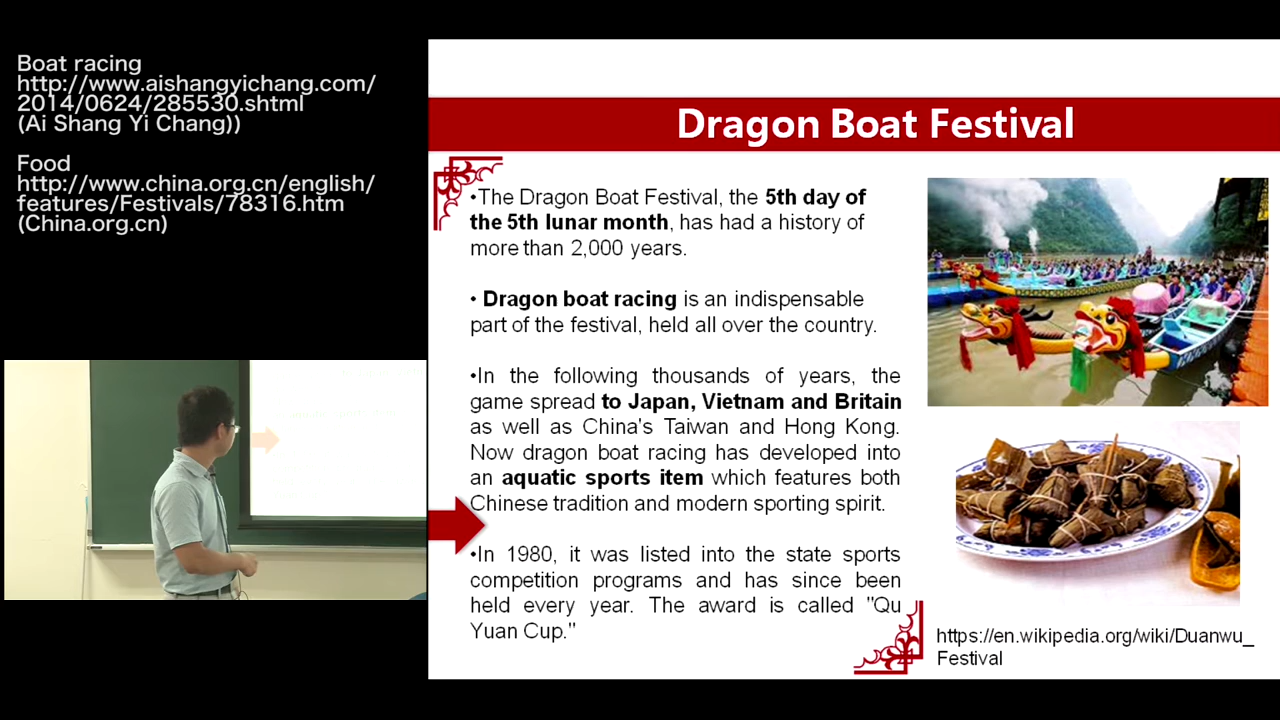 Boat racing
http://www.aishangyichang.com/
2014/0624/285530.shtml
(Ai Shang Yi Chang))
Food
http://www.china.org.cn/english/
features/Festivals/78316.htm
(China.org.cn)
Dragon Boat Festival
•The Dragon Boat Festival, the 5th day of
the 5th lunar month, has had a history of
more than 2,000 years.
• Dragon boat racing is an indispensable
part of the festival, held all over the country.
•In the following thousands of years, the
game spread to Japan, Vietnam and Britain
as well as China's Taiwan and Hong Kong.
Now dragon boat racing has developed into
an aquatic sports item which features both
Chinese tradition and modern sporting spirit.
•In 1980, it was listed into the state sports
competition programs and has since been
held every year. The award is called "Qu
Yuan Cup."
https://en.wikipedia.org/wiki/Duanwu_
Festival